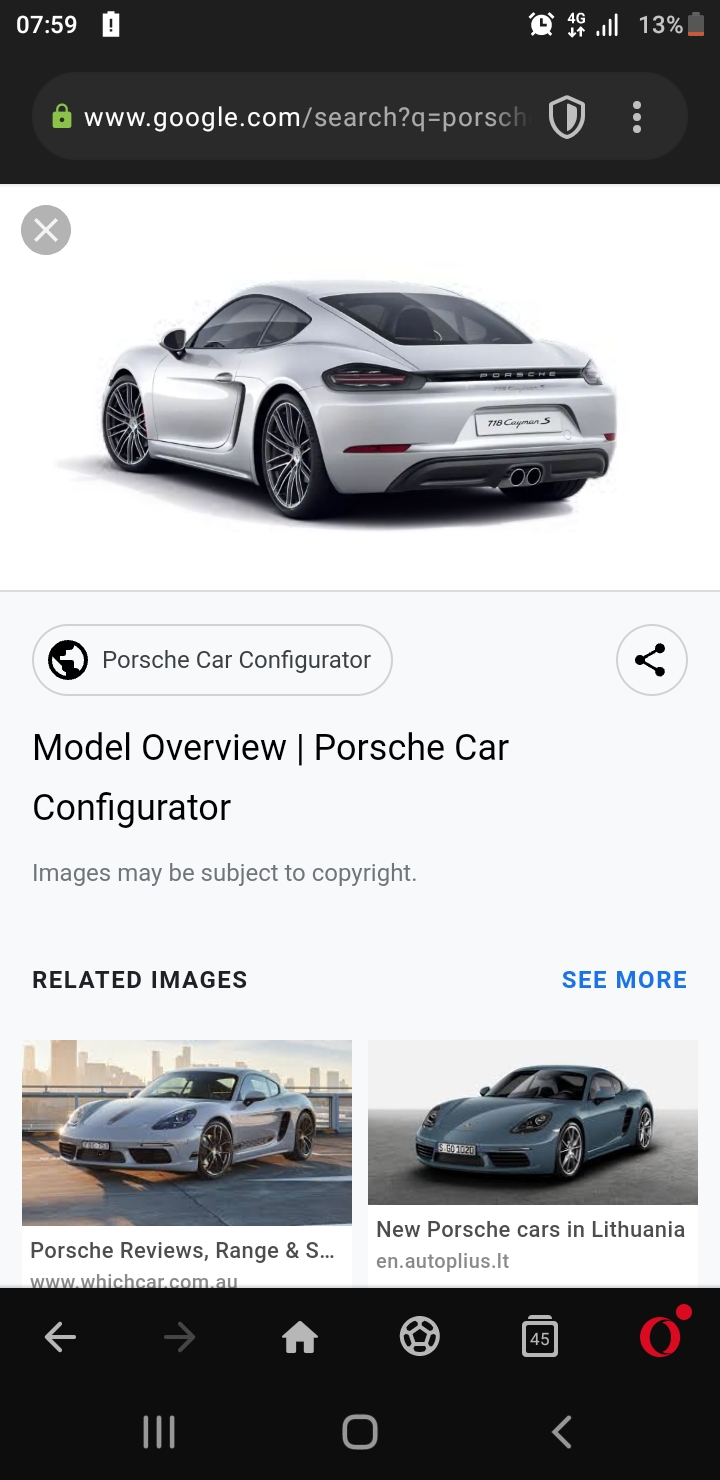 07:59
4G
13%
www.google.com/search?q=porsch
PORSCHE
718 Cayman S
Porsche Car Configurator
Model Overview | Porsche Car
Configurator
Images may be subject to copyright.
RELATED IMAGES
SEE MORE
S GO 1020
Porsche Reviews, Range & S...
www.whichcar.com.au
New Porsche cars in Lithuania
en.autoplius.lt
45